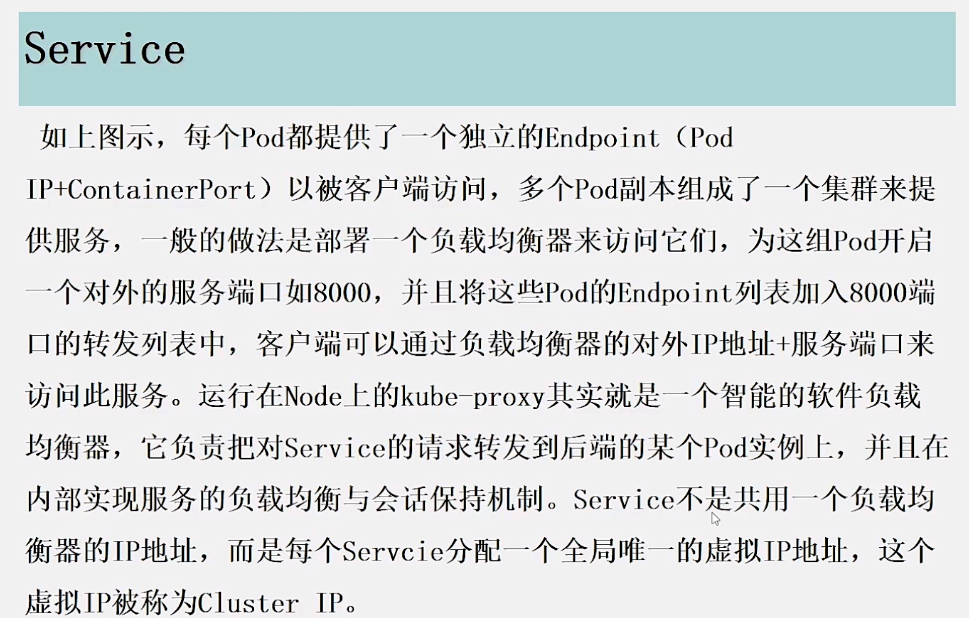 Service
如上图示，每个Pod都提供了一个独立的Endpoint（Pod
IP+ContainerPort）以被客户端访问，多个Pod副本组成了一个集群来提
供服务，一般的做法是部署一个负载均衡器来访问它们，为这组Pod开启
一个对外的服务端口如8000，并且将这些Pod的Endpoint列表加入8000端
口的转发列表中，客户端可以通过负载均衡器的对外IP地址+服务端口来
访问此服务。运行在Node上的kube-proxy其实就是一个智能的软件负载
均衡器，它负责把对Service的请求转发到后端的某个Pod实例上，并且在
内部实现服务的负载均衡与会话保持机制。Service不是共用一个负载均
衡器的IP地址，而是每个Servcie分配一个全局唯一的虚拟IP地址，这个
虚拟IP被称为Cluster IP。